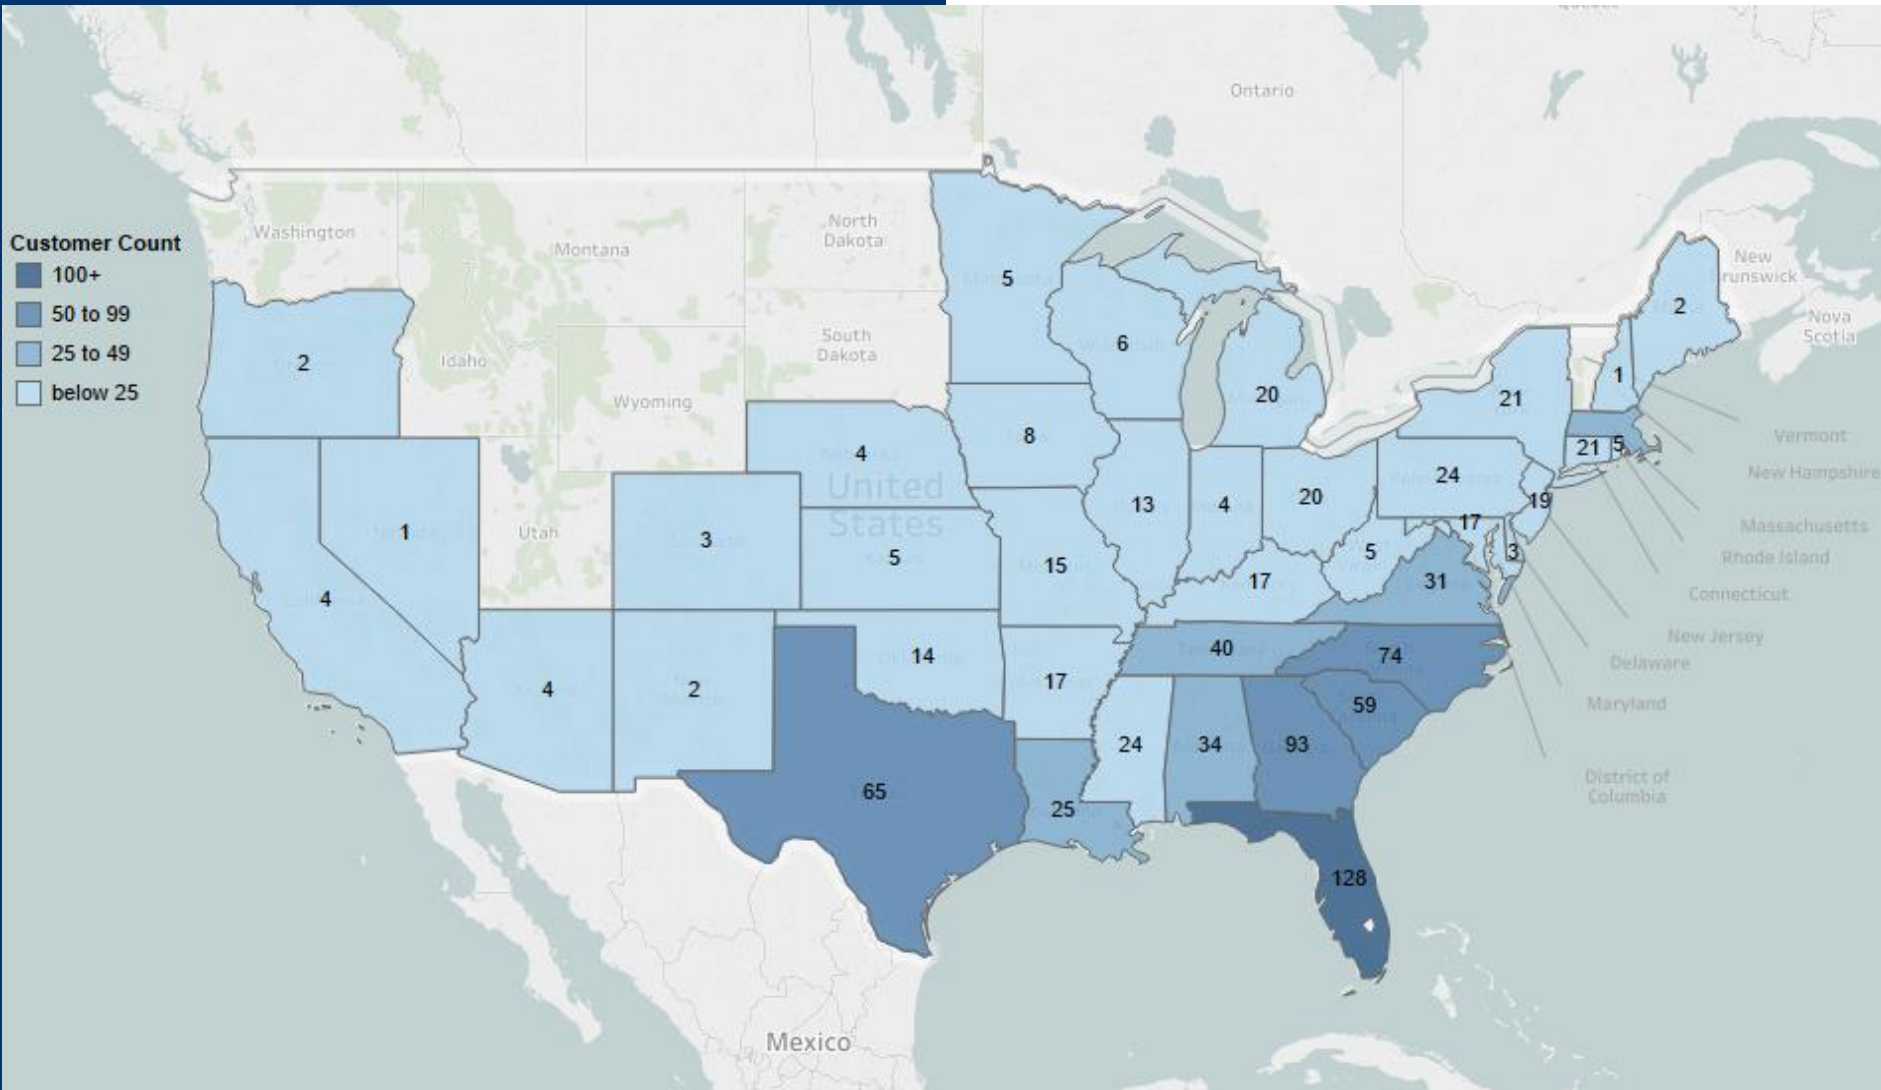 Ontario
Washington
Montana
North
Dakota
New
Brunswick
Nova
Scotia
South
Dakota
Idaho
Wyoming
Utah
United
States
Mexico
Customer Count
100+
50 to 99
25 to 49
below 25
5
2
2
6
1
20
21
8
4
21
5
24
13
4
20
19
1
3
17
5
3
5
15
17
31
4
14
40
74
4
2
17
59
24
34
93
65
25
128
Vermont
New Hampshire
Massachusetts
Rhode Island
Connecticut
New Jersey
Delaware
Maryland
District of
Columbia